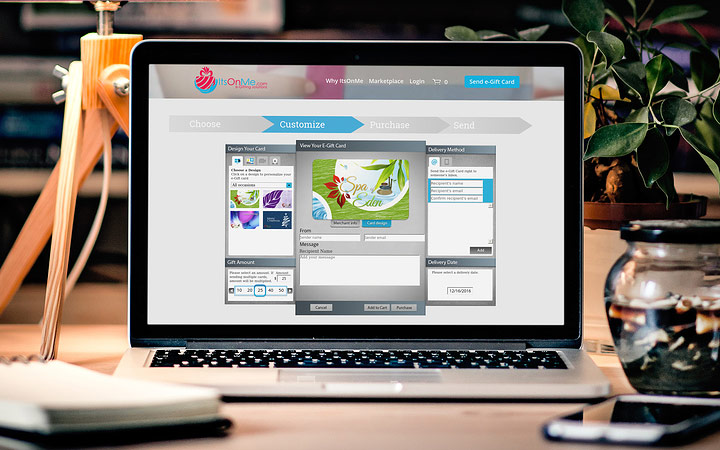 ItsOnMe.com
Why ItsOnMe Marketplace Login 0 Send e-Gift Card
Choose Customize Purchase Send
Design Your Card
Choose a Design
Click on a design to personalize your e-Gift card
All occasions
Gift Amount
Please select an amount. If sending multiple cards, amount will be multiplied.
Amount
$ 25
10 20 25 40 50
View Your E-Gift Card
Spa of Eden
Merchant Info Card design
From
Sender name Sender email
Message
Recipient Name
Add your message
Cancel Add to Cart Purchase
Delivery Method
Send the e-Gift Card right to someone's inbox.
Recipient's name
Recipient's email
Confirm recipient's email
Add
Delivery Date
Please select a delivery date.
12/16/2016